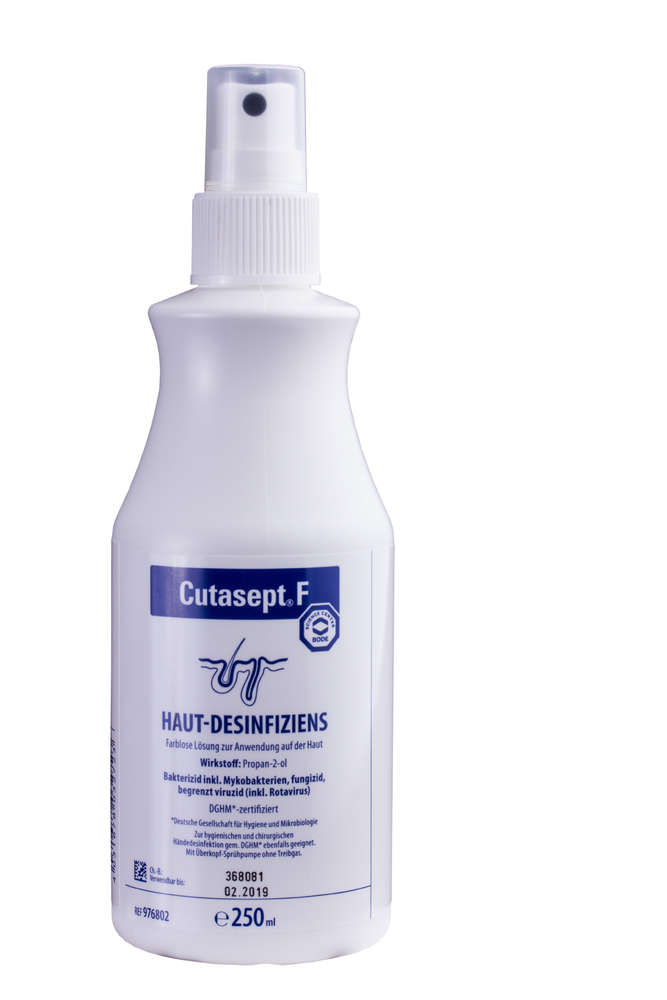 Cutasept® F
SCIENCE CENTER
BODE
HAUT-DESINFIZIENS
Farblose Lösung zur Anwendung auf der Haut
Wirkstoff: Propan-2-ol
Bakterizid inkl. Mykobakterien, fungizid,
begrenzt viruzid (inkl. Rotavirus)
DGHM*-zertifiziert
*Deutsche Gesellschaft für Hygiene und Mikrobiologie
Zur hygienischen und chirurgischen
Händedesinfektion gem. DGHM* ebenfalls geeignet.
Mit Überkopf-Sprühpumpe ohne Treibgas.
Ch.-B.:
368081
Verwendbar bis:
02.2019
REF 976802
℮ 250 ml